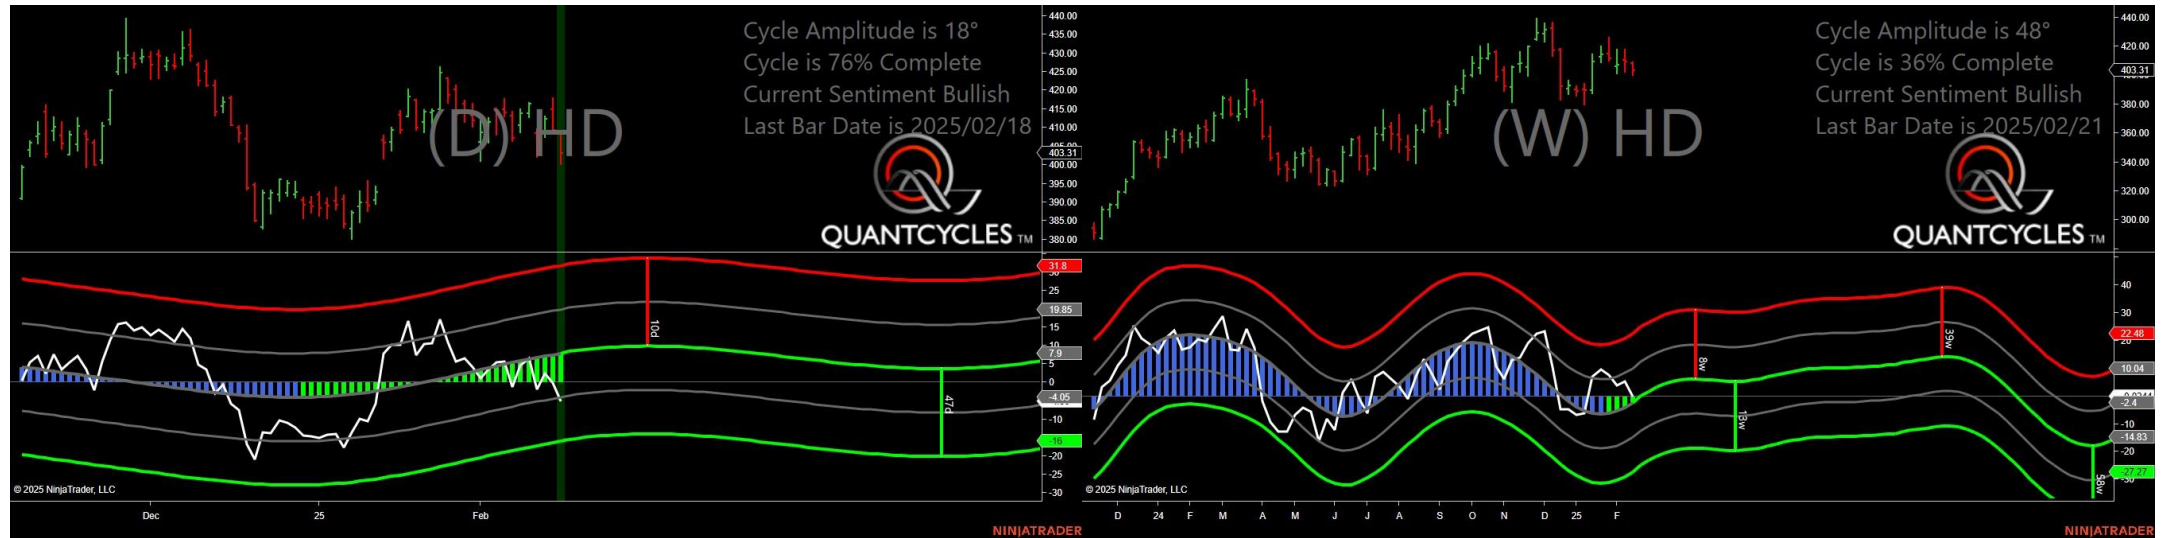 Cycle Amplitude is 18°
Cycle is 76% Complete
Current Sentiment Bullish
Last Bar Date is 2025/02/18
(D) HD
QUANTCYCLES TM
440.00
435.00
430.00
425.00
420.00
415.00
410.00
403.31
400.00
395.00
390.00
385.00
380.00
31.8
25
19.85
15
10
7.9
5
0
-4.05
-10
-16
-20
-25
-30
10d
47d
© 2025 NinjaTrader, LLC
Dec
25
Feb
NINJATRADER
Cycle Amplitude is 48°
Cycle is 36% Complete
Current Sentiment Bullish
Last Bar Date is 2025/02/21
(W) HD
QUANTCYCLES TM
440.00
420.00
403.31
380.00
360.00
340.00
320.00
300.00
40
30
22.48
10.04
-2.4
-10
-14.83
-20
-27.27
8w
13w
39w
58w
© 2025 NinjaTrader, LLC
D 24 F M A M J J A S O N D 25 F
NINJATRADER